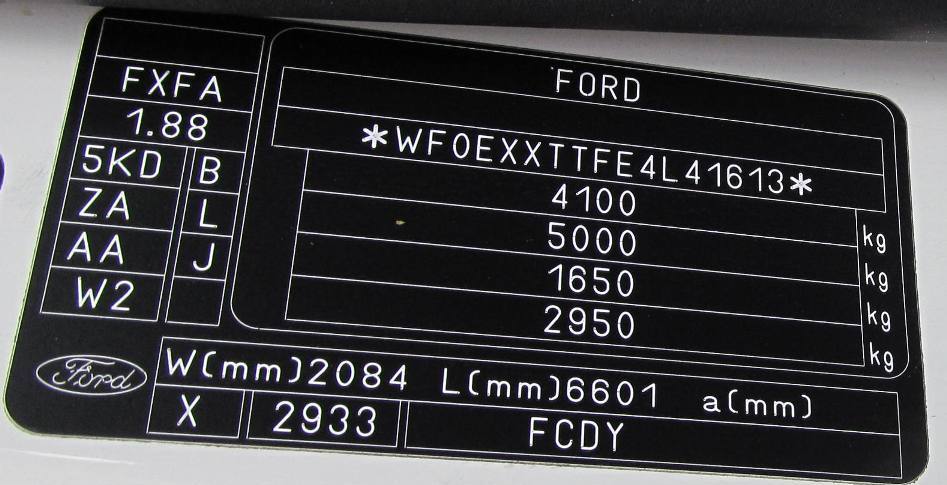 FXFA
1.88
5KD B
ZA L
AA J
W2
FORD
*WF0EXXTTFE4L41613*
4100 kg
5000 kg
1650 kg
2950 kg
Ford
W(mm)2084 L(mm)6601 a(mm)
X 2933 FCDY